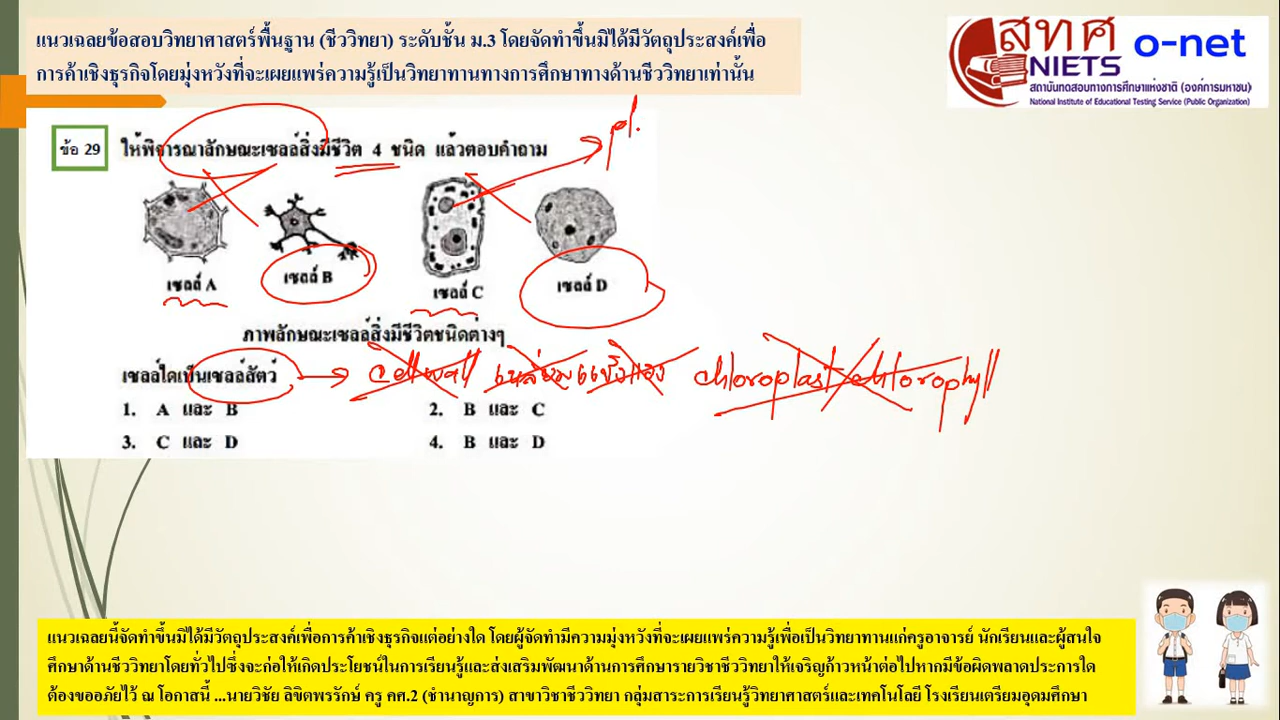 แนวเฉลยข้อสอบวิทยาศาสตร์พื้นฐาน (ชีววิทยา) ระดับชั้น ม.3 โดยจัดทำขึ้นมิได้มีวัตถุประสงค์เพื่อ
การค้าเชิงธุรกิจโดยมุ่งหวังที่จะเผยแพร่ความรู้เป็นวิทยาทานทางการศึกษาทางด้านชีววิทยาเท่านั้น
สทศ o-net
NIETS
สถาบันทดสอบทางการศึกษาแห่งชาติ (องค์การมหาชน)
National Institute of Educational Testing Service (Public Organization)
ข้อ 29 ให้พิจารณาลักษณะเซลล์สิ่งมีชีวิต 4 ชนิด แล้วตอบคำถาม
pl.
เซลล์ A เซลล์ B เซลล์ C เซลล์ D
ภาพลักษณะเซลล์สิ่งมีชีวิตชนิดต่างๆ
เซลล์ใดเป็นเซลล์สัตว์ cell wall เหลี่ยม แข็งแรง chloroplast chlorophyll
1. A และ B 2. B และ C
3. C และ D 4. B และ D
แนวเฉลยนี้จัดทำขึ้นมิได้มีวัตถุประสงค์เพื่อการค้าเชิงธุรกิจแต่อย่างใด โดยผู้จัดทำมีความมุ่งหวังที่จะเผยแพร่ความรู้เพื่อเป็นวิทยาทานแก่ครูอาจารย์ นักเรียนและผู้สนใจ
ศึกษาด้านชีววิทยาโดยทั่วไปซึ่งจะก่อให้เกิดประโยชน์ในการเรียนรู้และส่งเสริมพัฒนาด้านการศึกษารายวิชาชีววิทยาให้เจริญก้าวหน้าต่อไปหากมีข้อผิดพลาดประการใด
ต้องขออภัยไว้ ณ โอกาสนี้ ...นายวิชัย ลิขิตพรรักษ์ ครู คศ.2 (ชำนาญการ) สาขาวิชาชีววิทยา กลุ่มสาระการเรียนรู้วิทยาศาสตร์และเทคโนโลยี โรงเรียนเตรียมอุดมศึกษา